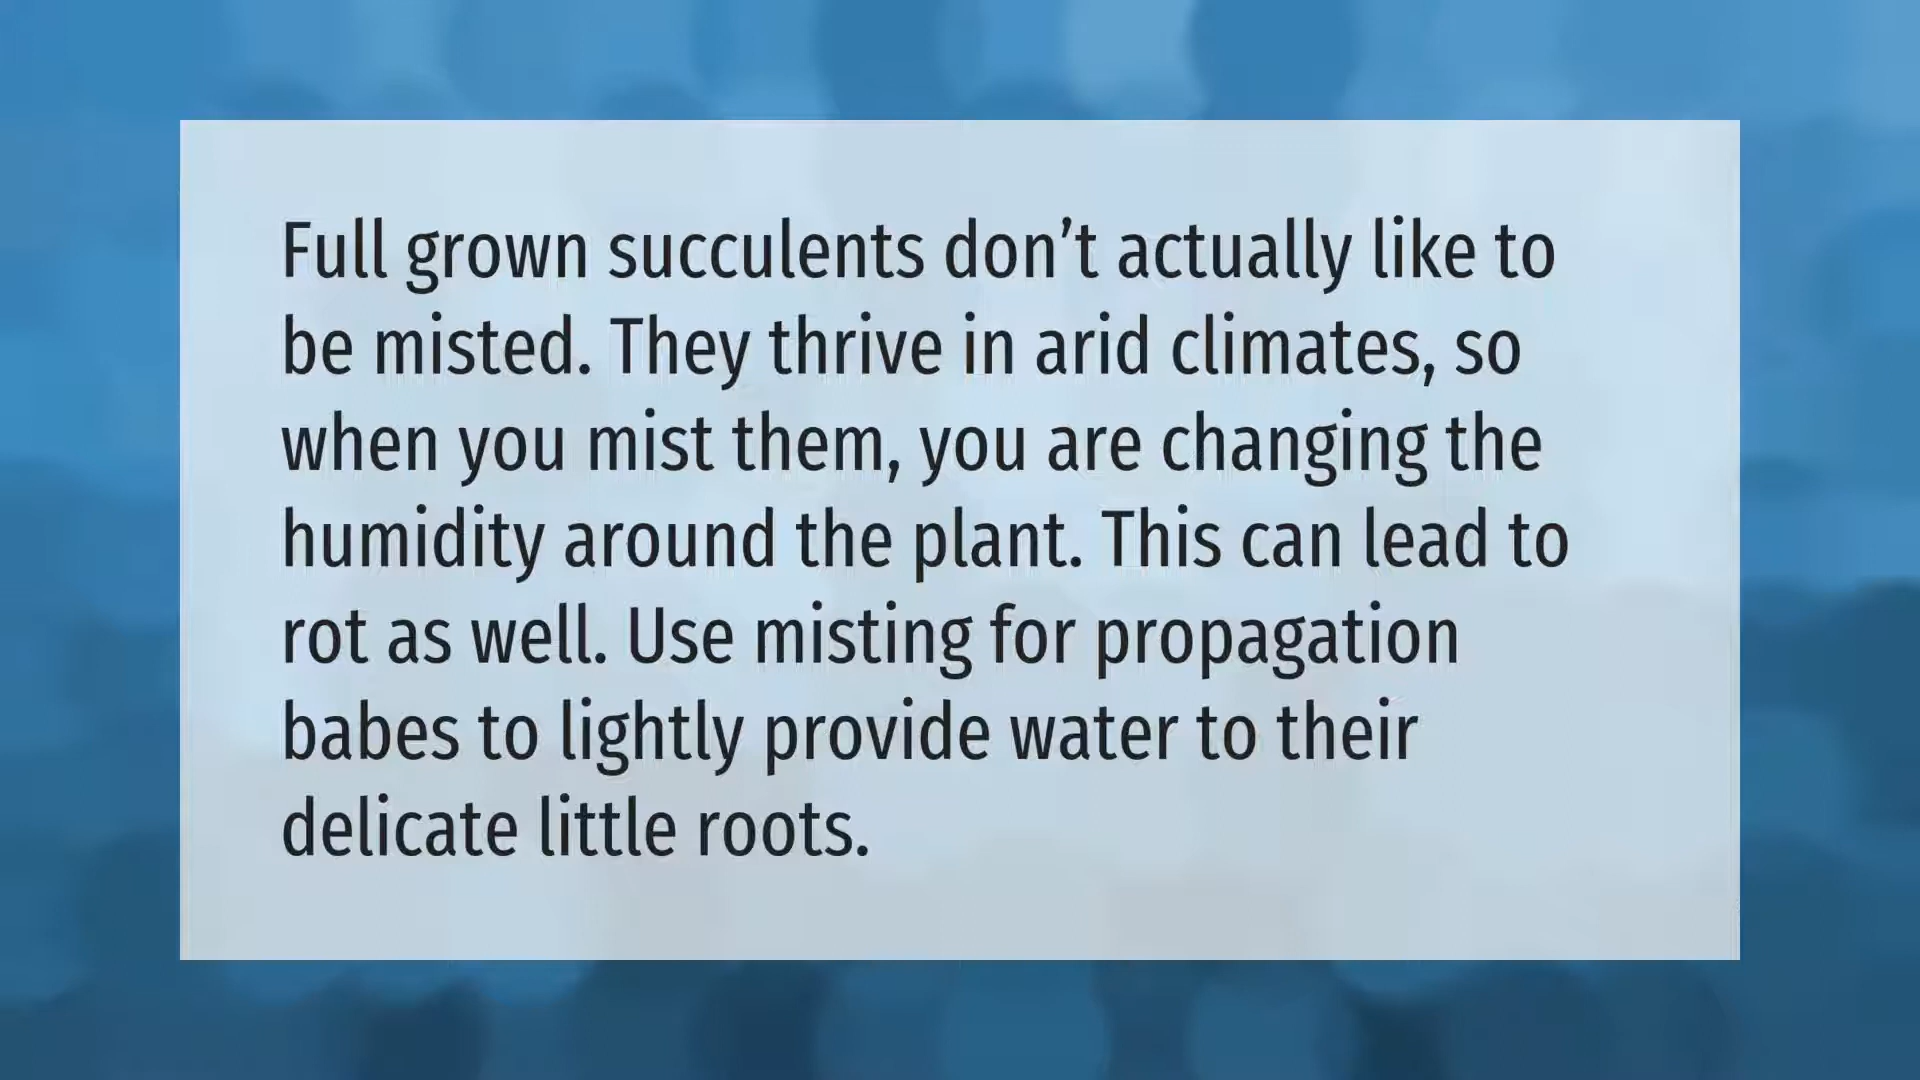 Full grown succulents don’t actually like to
be misted. They thrive in arid climates, so
when you mist them, you are changing the
humidity around the plant. This can lead to
rot as well. Use misting for propagation
babes to lightly provide water to their
delicate little roots.